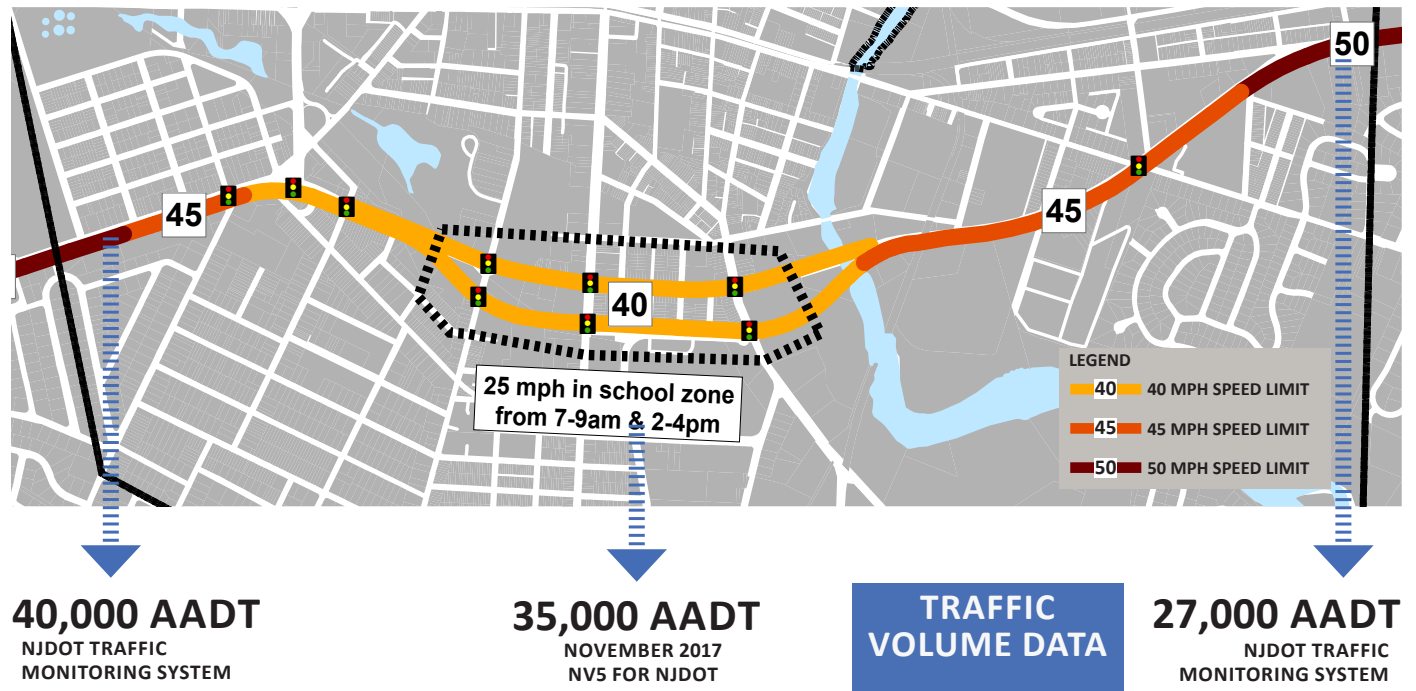 50
45
45
40
25 mph in school zone
from 7-9am & 2-4pm
LEGEND
40 40 MPH SPEED LIMIT
45 45 MPH SPEED LIMIT
50 50 MPH SPEED LIMIT
40,000 AADT
NJDOT TRAFFIC
MONITORING SYSTEM
35,000 AADT
NOVEMBER 2017
NV5 FOR NJDOT
TRAFFIC
VOLUME DATA
27,000 AADT
NJDOT TRAFFIC
MONITORING SYSTEM